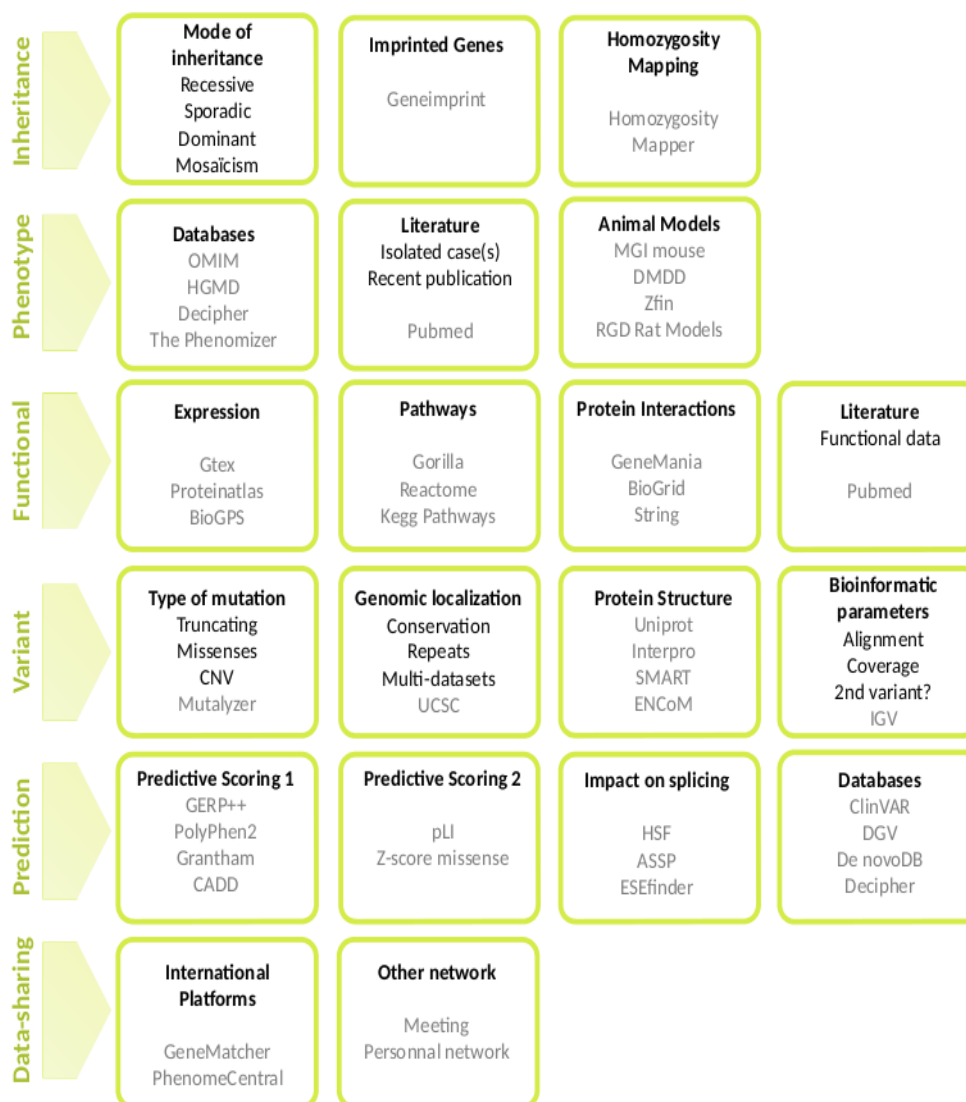 Inheritance
Mode of
inheritance
Recessive
Sporadic
Dominant
Mosaïcism
Imprinted Genes
Geneimprint
Homozygosity
Mapping
Homozygosity
Mapper
Phenotype
Databases
OMIM
HGMD
Decipher
The Phenomizer
Literature
Isolated case(s)
Recent publication
Pubmed
Animal Models
MGI mouse
DMDD
Zfin
RGD Rat Models
Functional
Expression
Gtex
Proteinatlas
BioGPS
Pathways
Gorilla
Reactome
Kegg Pathways
Protein Interactions
GeneMania
BioGrid
String
Literature
Functional data
Pubmed
Variant
Type of mutation
Truncating
Missenses
CNV
Mutalyzer
Genomic localization
Conservation
Repeats
Multi-datasets
UCSC
Protein Structure
Uniprot
Interpro
SMART
ENCoM
Bioinformatic
parameters
Alignment
Coverage
2nd variant?
IGV
Prediction
Predictive Scoring 1
GERP++
PolyPhen2
Grantham
CADD
Predictive Scoring 2
pLI
Z-score missense
Impact on splicing
HSF
ASSP
ESEfinder
Databases
ClinVAR
DGV
De novoDB
Decipher
Data-sharing
International
Platforms
GeneMatcher
PhenomeCentral
Other network
Meeting
Personnal network